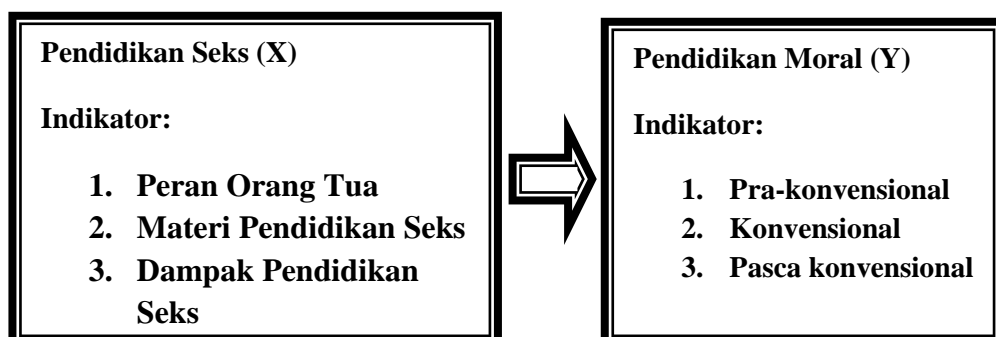 Pendidikan Seks (X)
Indikator:
1. Peran Orang Tua
2. Materi Pendidikan Seks
3. Dampak Pendidikan
Seks
Pendidikan Moral (Y)
Indikator:
1. Pra-konvensional
2. Konvensional
3. Pasca konvensional